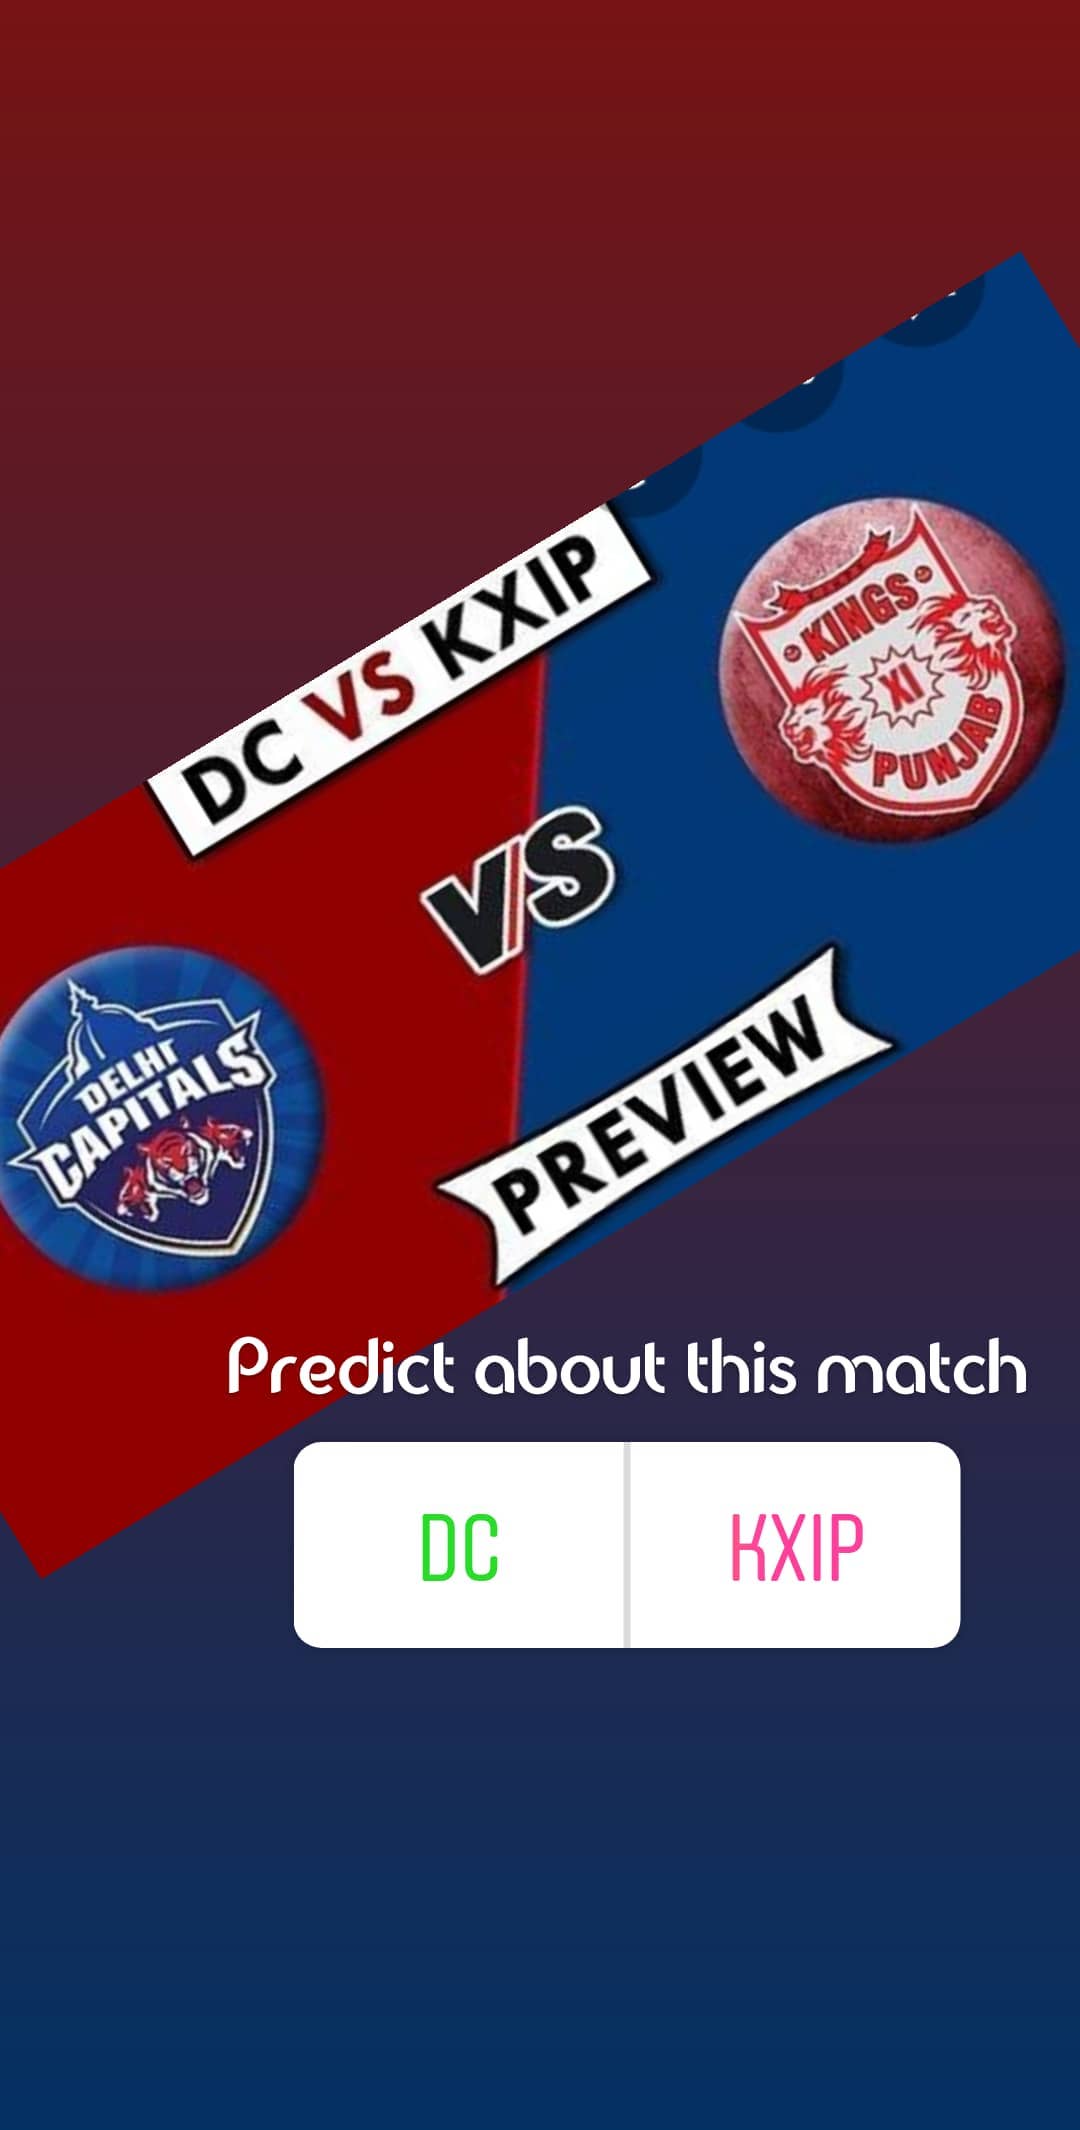 DC VS KXIP
KINGS
XI
PUNJAB
VS
DELHI
CAPITALS
PREVIEW
Predict about this match
DC
KXIP